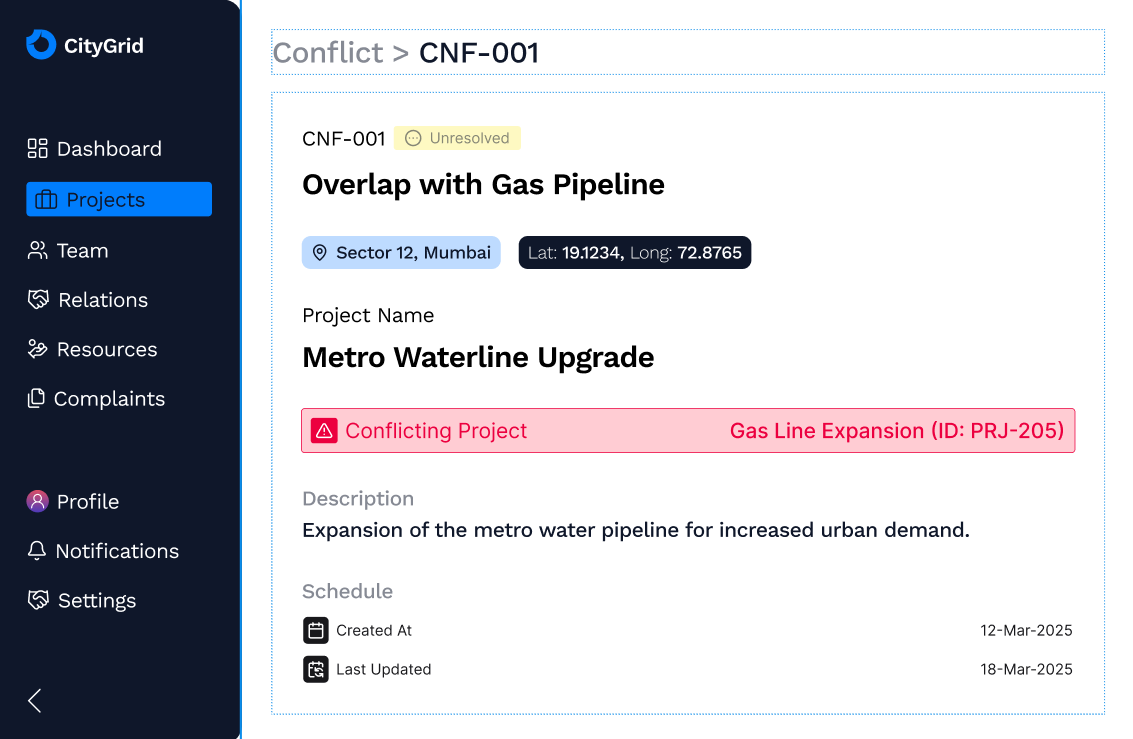 CityGrid
Dashboard
Projects
Team
Relations
Resources
Complaints
Profile
Notifications
Settings
Conflict > CNF-001
CNF-001 Unresolved
Overlap with Gas Pipeline
Sector 12, Mumbai Lat: 19.1234, Long: 72.8765
Project Name
Metro Waterline Upgrade
Conflicting Project Gas Line Expansion (ID: PRJ-205)
Description
Expansion of the metro water pipeline for increased urban demand.
Schedule
Created At 12-Mar-2025
Last Updated 18-Mar-2025